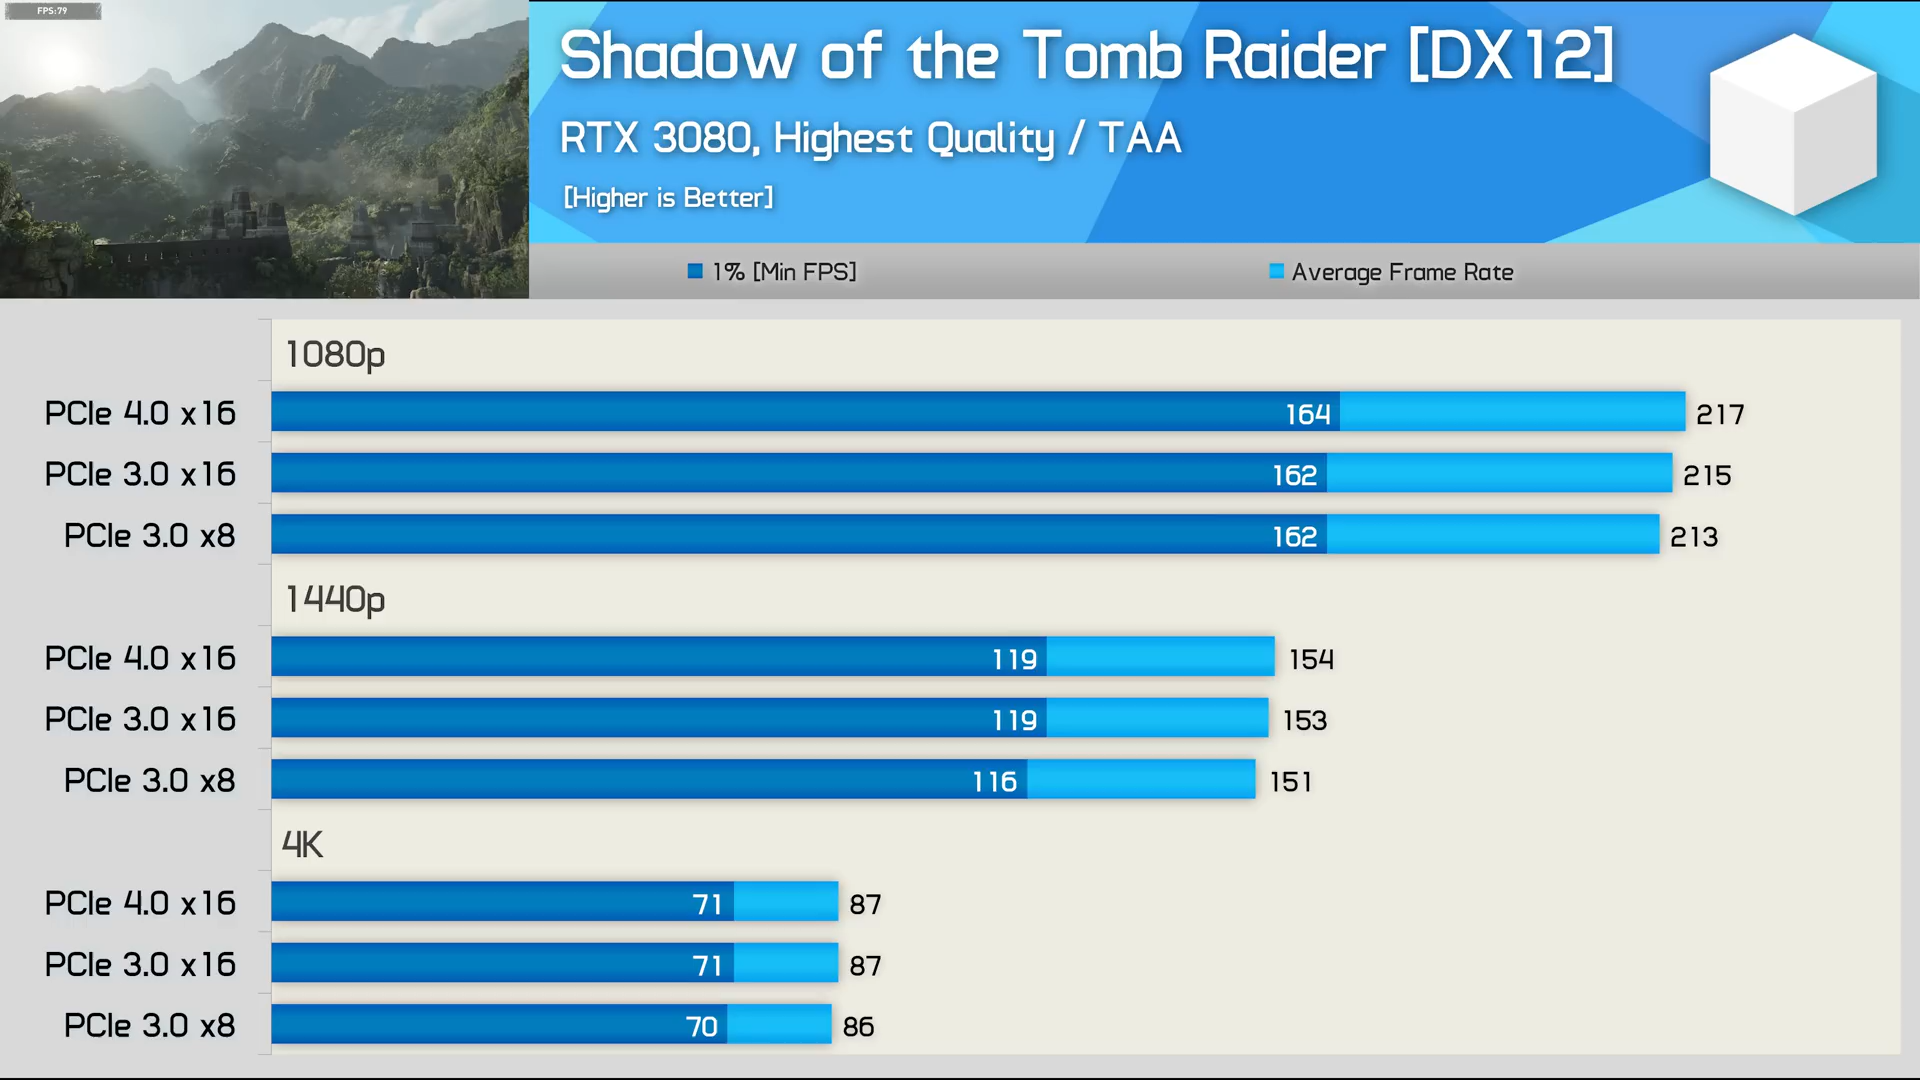 FPS:79
Shadow of the Tomb Raider [DX12]
RTX 3080, Highest Quality / TAA
[Higher is Better]
1% [Min FPS]
Average Frame Rate
1080p
PCIe 4.0 x16 164 217
PCIe 3.0 x16 162 215
PCIe 3.0 x8 162 213
1440p
PCIe 4.0 x16 119 154
PCIe 3.0 x16 119 153
PCIe 3.0 x8 116 151
4K
PCIe 4.0 x16 71 87
PCIe 3.0 x16 71 87
PCIe 3.0 x8 70 86